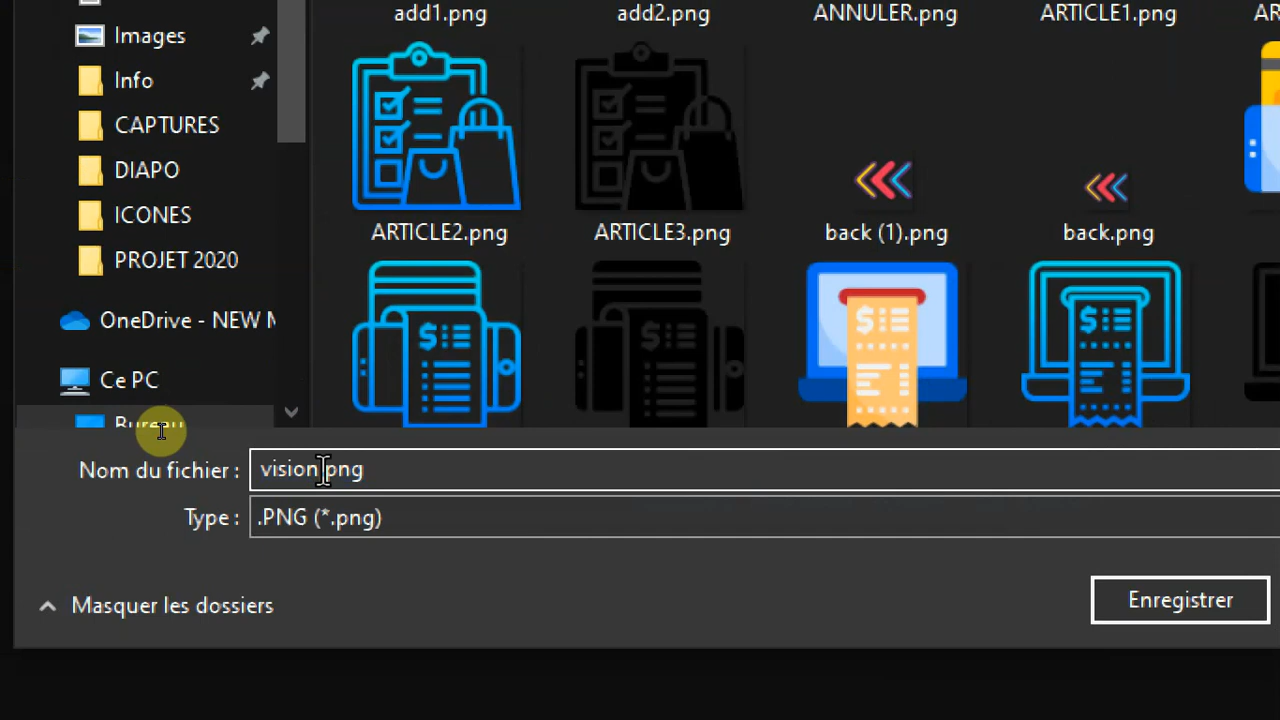 add1.png
add2.png
ANNULER.png
ARTICLE1.png
Images
Info
CAPTURES
DIAPO
ICONES
PROJET 2020
OneDrive - NEW
Ce PC
Bureau
ARTICLE2.png
ARTICLE3.png
back (1).png
back.png
Nom du fichier :
vision.png
Type :
.PNG (*.png)
Masquer les dossiers
Enregistrer